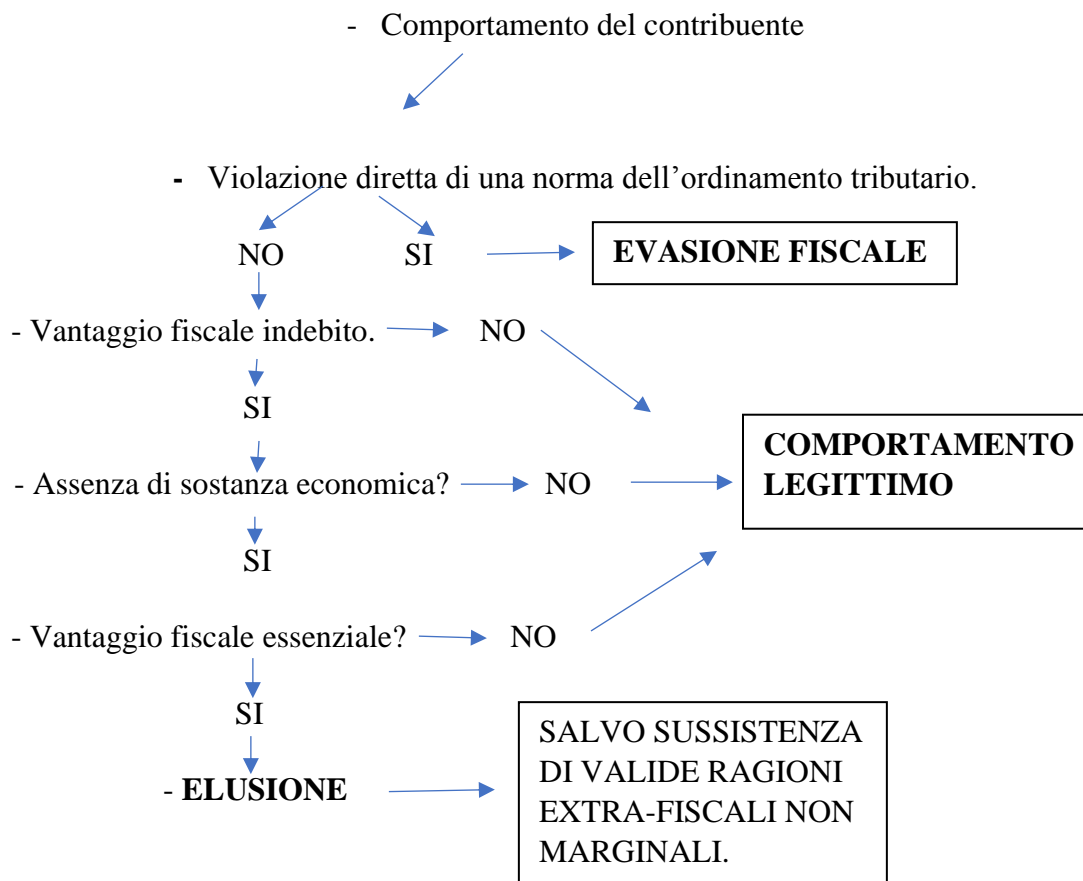 - Comportamento del contribuente
- Violazione diretta di una norma dell’ordinamento tributario.
NO SI EVASIONE FISCALE
- Vantaggio fiscale indebito. NO
SI
COMPORTAMENTO
LEGITTIMO
- Assenza di sostanza economica? NO
SI
- Vantaggio fiscale essenziale? NO
SI
- ELUSIONE
SALVO SUSSISTENZA
DI VALIDE RAGIONI
EXTRA-FISCALI NON
MARGINALI.